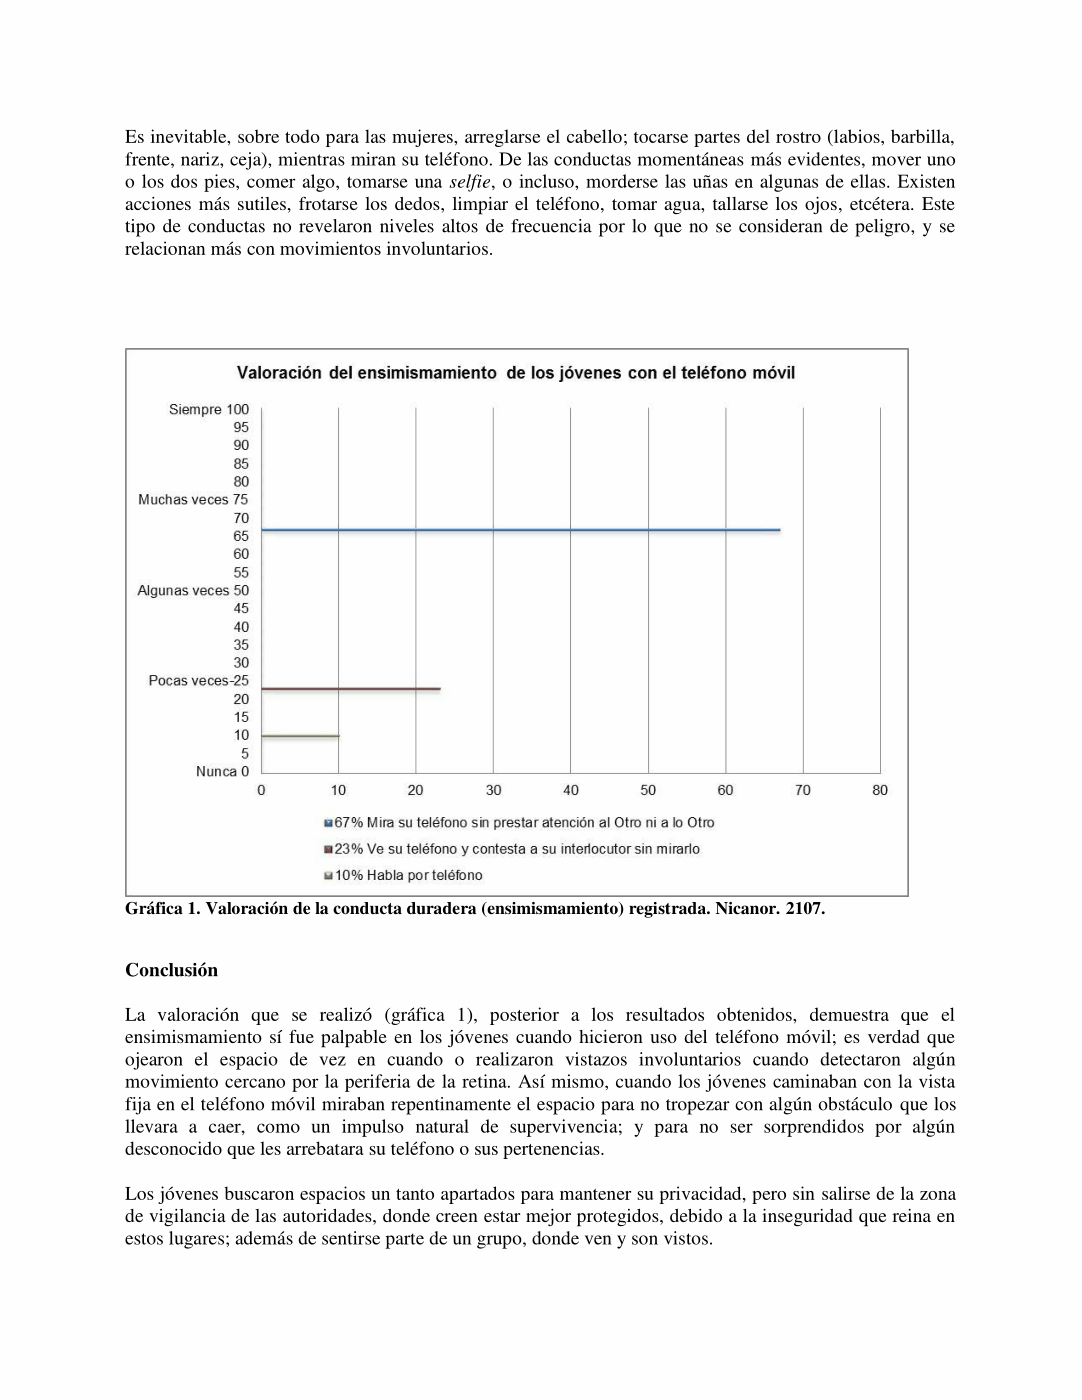 Es inevitable, sobre todo para las mujeres, arreglarse el cabello; tocarse partes del rostro (labios, barbilla,
frente, nariz, ceja), mientras miran su teléfono. De las conductas momentáneas más evidentes, mover uno
o los dos pies, comer algo, tomarse una selfie, o incluso, morderse las uñas en algunas de ellas. Existen
acciones más sutiles, frotarse los dedos, limpiar el teléfono, tomar agua, tallarse los ojos, etcétera. Este
tipo de conductas no revelaron niveles altos de frecuencia por lo que no se consideran de peligro, y se
relacionan más con movimientos involuntarios.
Valoración del ensimismamiento de los jóvenes con el teléfono móvil
Siempre 100
95
90
85
80
Muchas veces 75
70
65
60
55
Algunas veces 50
45
40
35
30
Pocas veces-25
20
15
10
5
Nunca 0
0 10 20 30 40 50 60 70 80
67% Mira su teléfono sin prestar atención al Otro ni a lo Otro
23% Ve su teléfono y contesta a su interlocutor sin mirarlo
10% Habla por teléfono
Gráfica 1. Valoración de la conducta duradera (ensimismamiento) registrada. Nicanor. 2107.
Conclusión
La valoración que se realizó (gráfica 1), posterior a los resultados obtenidos, demuestra que el
ensimismamiento sí fue palpable en los jóvenes cuando hicieron uso del teléfono móvil; es verdad que
ojearon el espacio de vez en cuando o realizaron vistazos involuntarios cuando detectaron algún
movimiento cercano por la periferia de la retina. Así mismo, cuando los jóvenes caminaban con la vista
fija en el teléfono móvil miraban repentinamente el espacio para no tropezar con algún obstáculo que los
llevara a caer, como un impulso natural de supervivencia; y para no ser sorprendidos por algún
desconocido que les arrebatara su teléfono o sus pertenencias.
Los jóvenes buscaron espacios un tanto apartados para mantener su privacidad, pero sin salirse de la zona
de vigilancia de las autoridades, donde creen estar mejor protegidos, debido a la inseguridad que reina en
estos lugares; además de sentirse parte de un grupo, donde ven y son vistos.